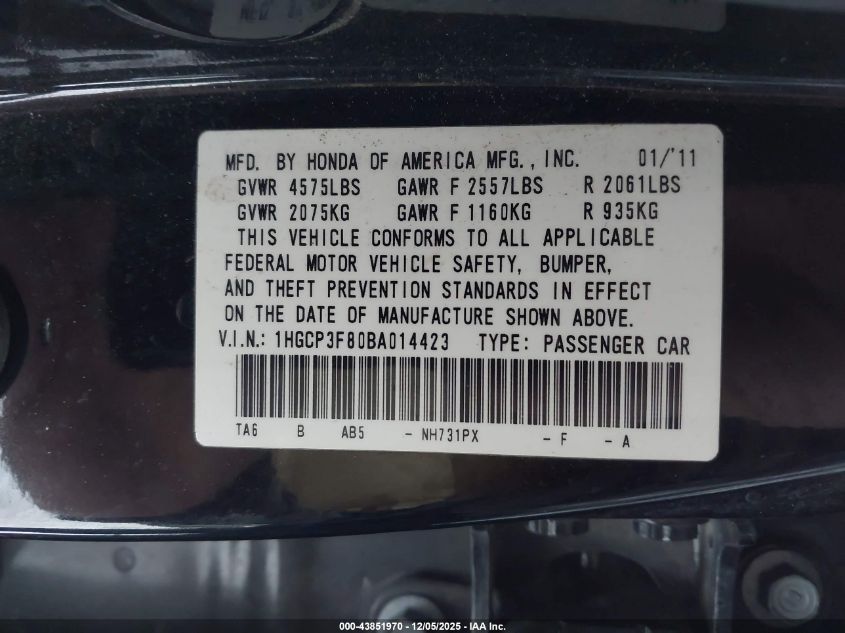 MFD. BY HONDA OF AMERICA MFG., INC. 01/'11
GVWR 4575LBS GAWR F 2557LBS R 2061LBS
GVWR 2075KG GAWR F 1160KG R 935KG
THIS VEHICLE CONFORMS TO ALL APPLICABLE
FEDERAL MOTOR VEHICLE SAFETY, BUMPER,
AND THEFT PREVENTION STANDARDS IN EFFECT
ON THE DATE OF MANUFACTURE SHOWN ABOVE.
V.I.N.: 1HGCP3F80BA014423 TYPE: PASSENGER CAR
TA6 B AB5 - NH731PX - F - A
000-43851970 - 12/05/2025 - IAA Inc.